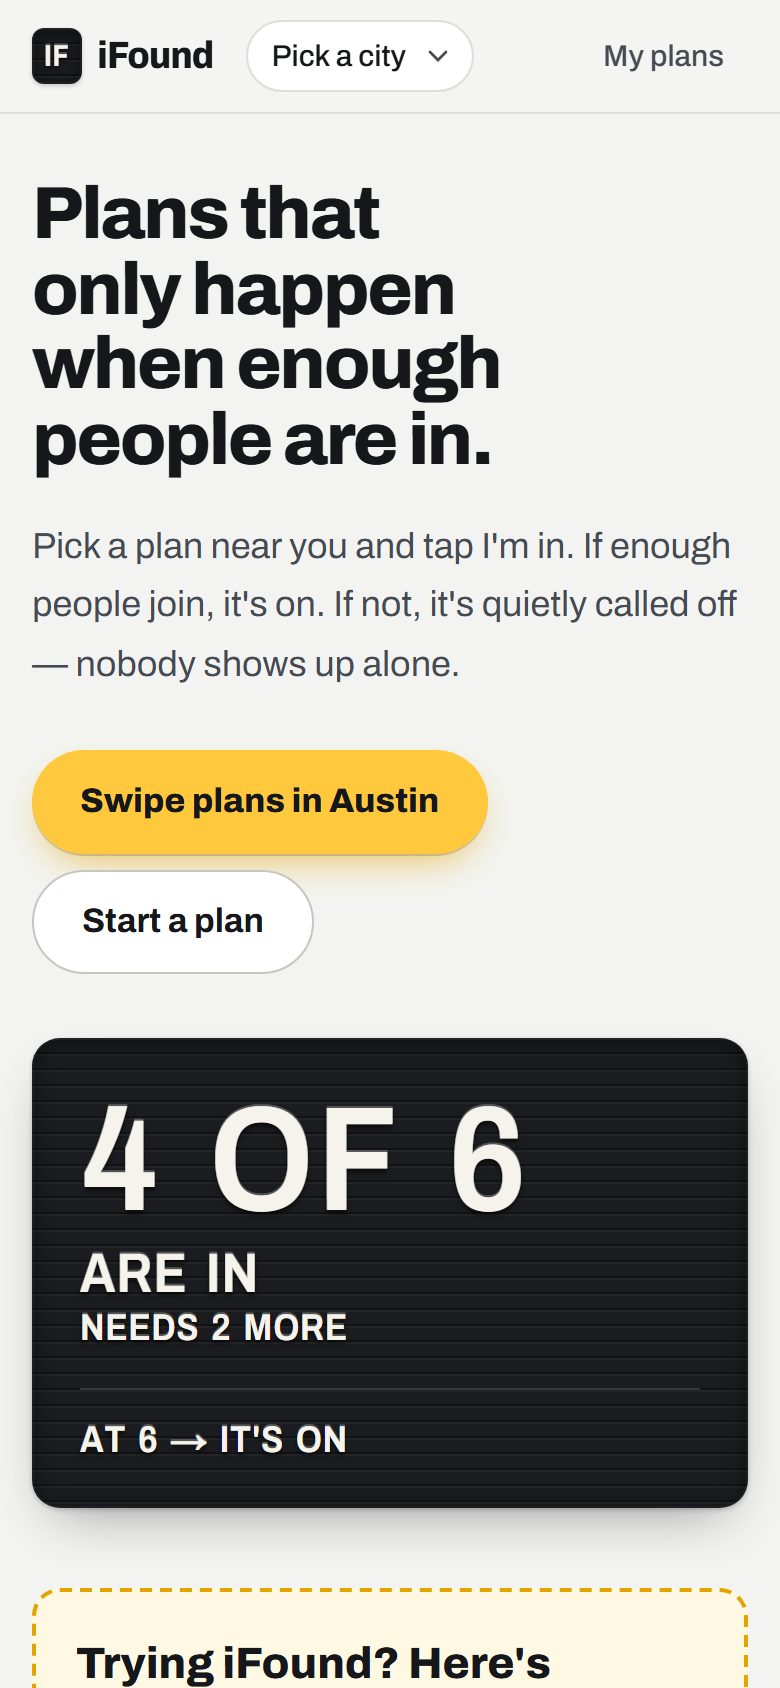 IF iFound Pick a city My plans
Plans that
only happen
when enough
people are in.
Pick a plan near you and tap I'm in. If enough
people join, it's on. If not, it's quietly called off
— nobody shows up alone.
Swipe plans in Austin
Start a plan
4 OF 6
ARE IN
NEEDS 2 MORE
AT 6 → IT'S ON
Trying iFound? Here's